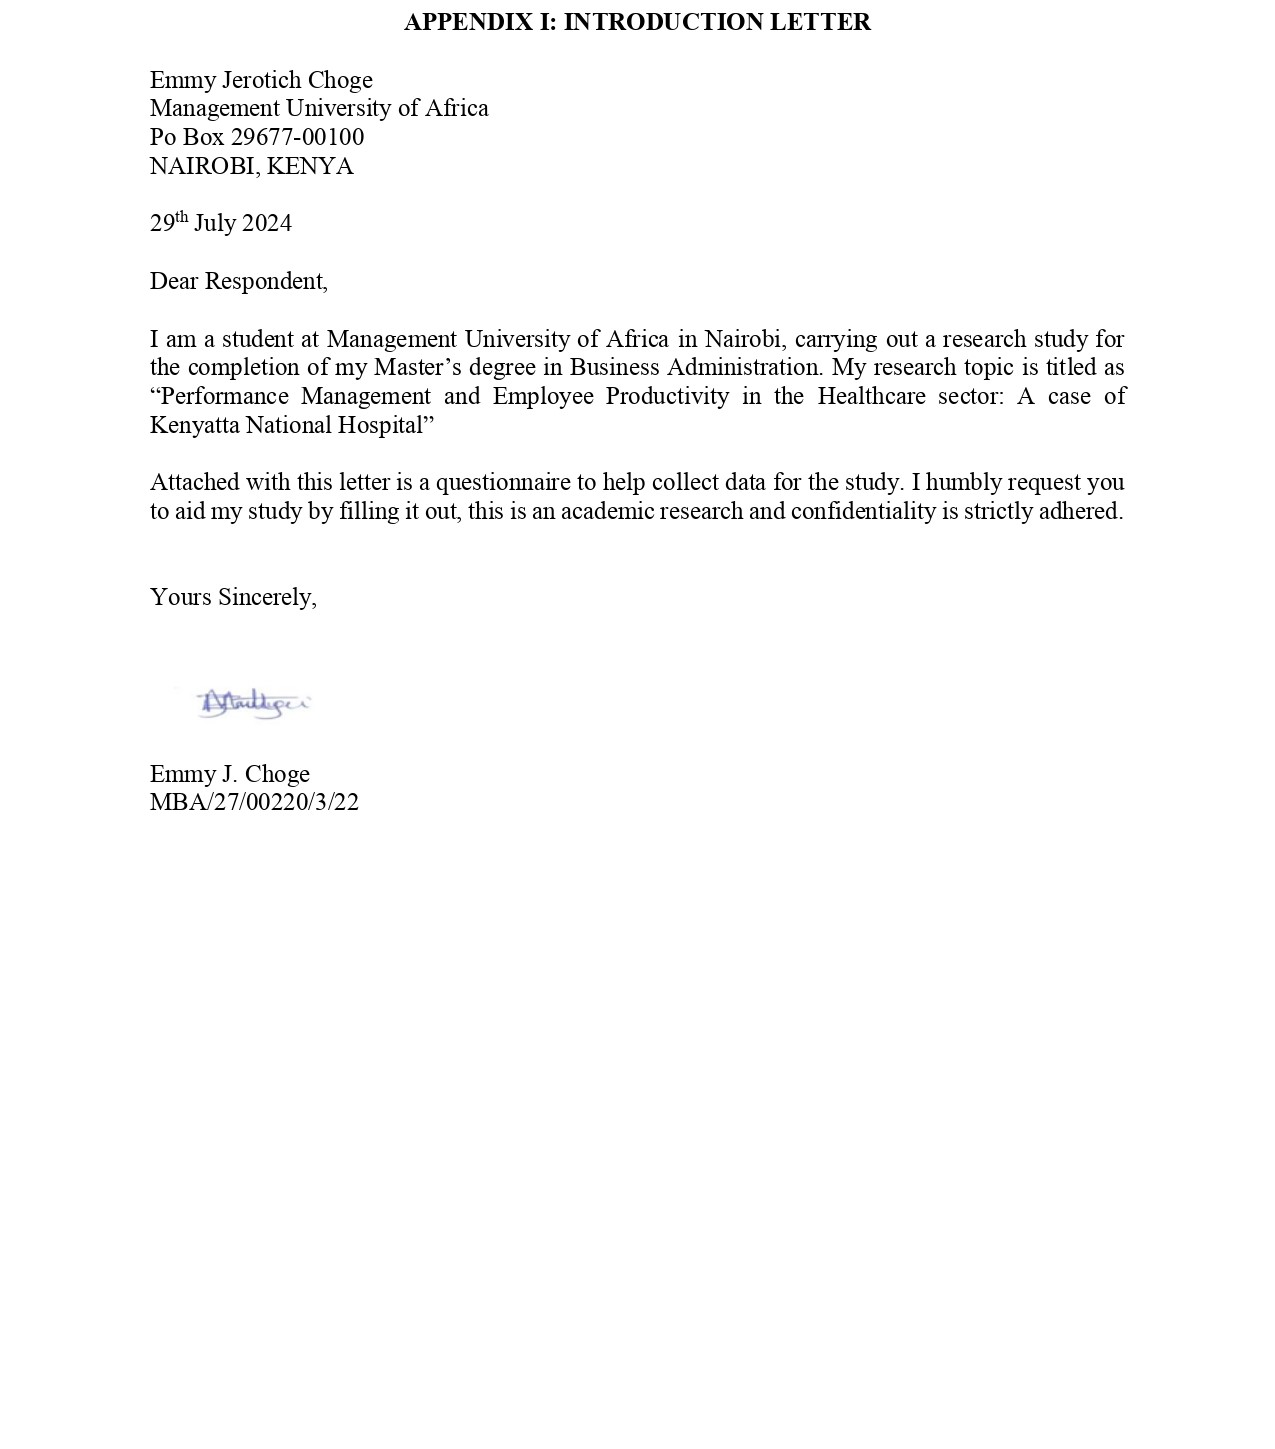 APPENDIX I: INTRODUCTION LETTER
Emmy Jerotich Choge
Management University of Africa
Po Box 29677-00100
NAIROBI, KENYA
29th July 2024
Dear Respondent,
I am a student at Management University of Africa in Nairobi, carrying out a research study for
the completion of my Master’s degree in Business Administration. My research topic is titled as
“Performance Management and Employee Productivity in the Healthcare sector: A case of
Kenyatta National Hospital”
Attached with this letter is a questionnaire to help collect data for the study. I humbly request you
to aid my study by filling it out, this is an academic research and confidentiality is strictly adhered.
Yours Sincerely,
Emmy J. Choge
MBA/27/00220/3/22